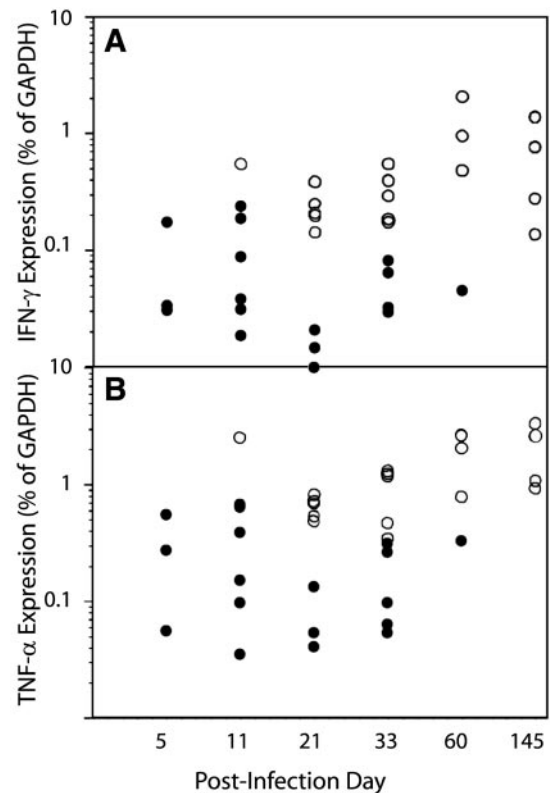 A
10
1
0.1
IFN-γ Expression (% of GAPDH)
B
10
1
0.1
TNF-α Expression (% of GAPDH)
5 11 21 33 60 145
Post-Infection Day